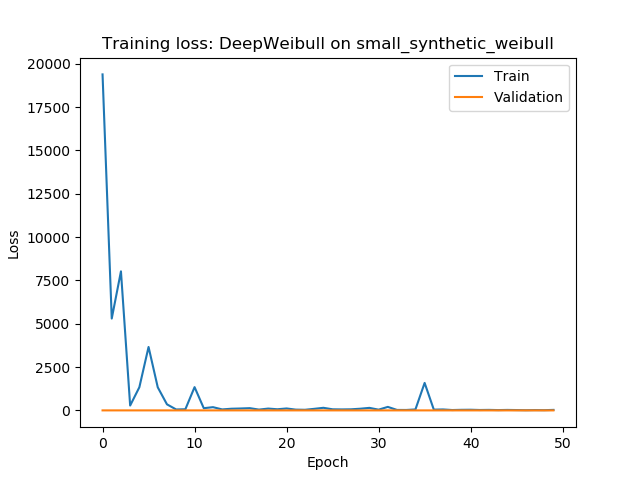 Training loss: DeepWeibull on small_synthetic_weibull
Train
Validation
20000
17500
15000
12500
10000
7500
5000
2500
0
Loss
0 10 20 30 40 50
Epoch